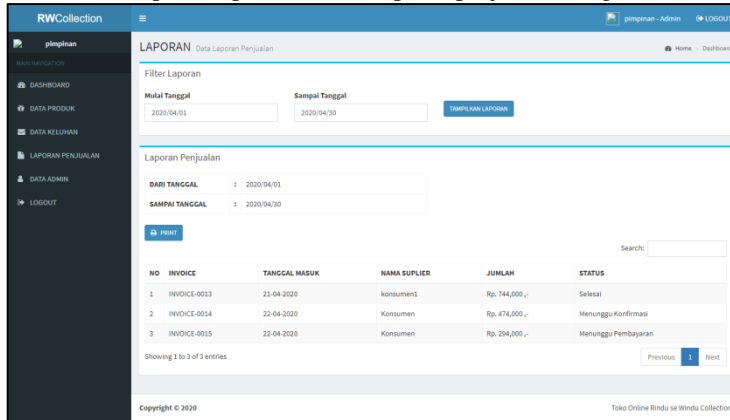 RWCollection
pimpinan - Admin LOGOUT
pimpinan
MAIN NAVIGATION
DASHBOARD
DATA PRODUK
DATA KELUHAN
LAPORAN PENJUALAN
DATA ADMIN
LOGOUT
LAPORAN Data Laporan Penjualan
Home > Dashboar
Filter Laporan
Mulai Tanggal Sampai Tanggal
2020/04/01 2020/04/30 TAMPILKAN LAPORAN
Laporan Penjualan
DARI TANGGAL : 2020/04/01
SAMPAI TANGGAL : 2020/04/30
PRINT
Search:
NO INVOICE TANGGAL MASUK NAMA SUPLIER JUMLAH STATUS
1 INVOICE-0013 21-04-2020 konsumen1 Rp. 744,000 ,- Selesai
2 INVOICE-0014 22-04-2020 Konsumen Rp. 474,000 ,- Menunggu Konfirmasi
3 INVOICE-0015 22-04-2020 Konsumen Rp. 294,000 ,- Menunggu Pembayaran
Showing 1 to 3 of 3 entries
Previous 1 Next
Copyright © 2020
Toko Online Rindu se Windu Collection